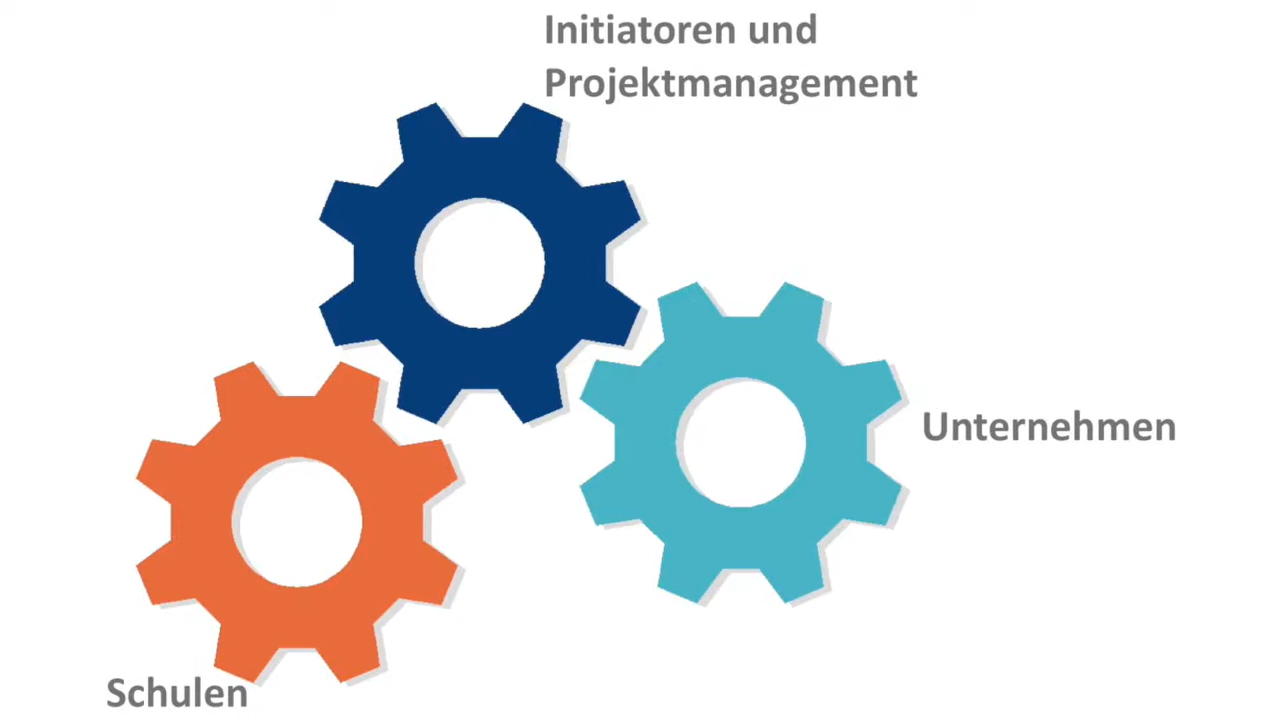 Initiatoren und
Projektmanagement
Unternehmen
Schulen